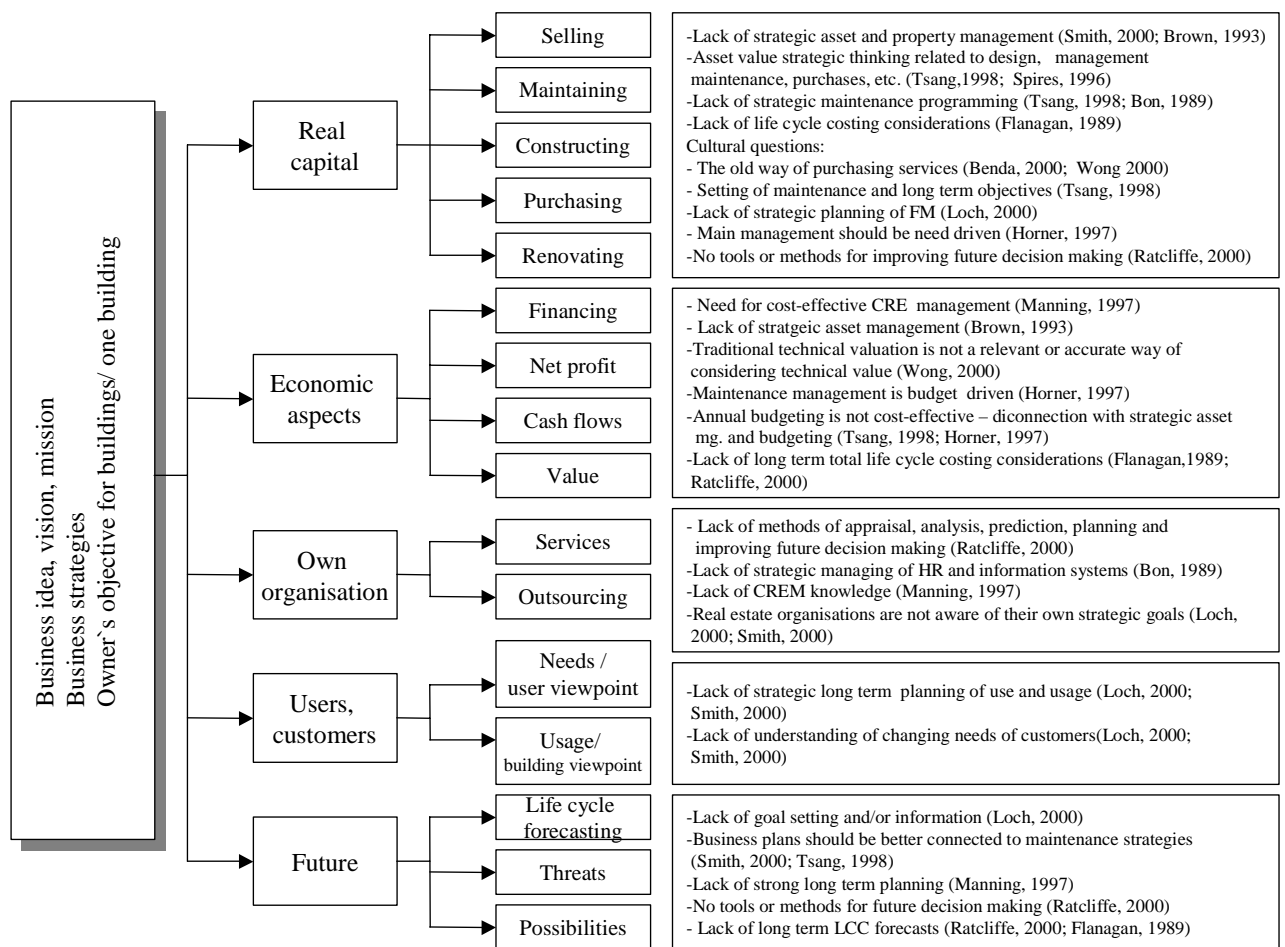 Business idea, vision, mission
Business strategies
Owner`s objective for buildings/ one building
Real
capital
Selling
Maintaining
Constructing
Purchasing
Renovating
-Lack of strategic asset and property management (Smith, 2000; Brown, 1993)
-Asset value strategic thinking related to design, management
maintenance, purchases, etc. (Tsang,1998; Spires, 1996)
-Lack of strategic maintenance programming (Tsang, 1998; Bon, 1989)
-Lack of life cycle costing considerations (Flanagan, 1989)
Cultural questions:
- The old way of purchasing services (Benda, 2000; Wong 2000)
- Setting of maintenance and long term objectives (Tsang, 1998)
-Lack of strategic planning of FM (Loch, 2000)
- Main management should be need driven (Horner, 1997)
-No tools or methods for improving future decision making (Ratcliffe, 2000)
Economic
aspects
Financing
Net profit
Cash flows
Value
- Need for cost-effective CRE management (Manning, 1997)
- Lack of stratgeic asset management (Brown, 1993)
-Traditional technical valuation is not a relevant or accurate way of
considering technical value (Wong, 2000)
-Maintenance management is budget driven (Horner, 1997)
-Annual budgeting is not cost-effective – diconnection with strategic asset
mg. and budgeting (Tsang, 1998; Horner, 1997)
-Lack of long term total life cycle costing considerations (Flanagan,1989;
Ratcliffe, 2000)
Own
organisation
Services
Outsourcing
- Lack of methods of appraisal, analysis, prediction, planning and
improving future decision making (Ratcliffe, 2000)
-Lack of strategic managing of HR and information systems (Bon, 1989)
-Lack of CREM knowledge (Manning, 1997)
-Real estate organisations are not aware of their own strategic goals (Loch,
2000; Smith, 2000)
Users,
customers
Needs /
user viewpoint
Usage/
building viewpoint
-Lack of strategic long term planning of use and usage (Loch, 2000;
Smith, 2000)
-Lack of understanding of changing needs of customers(Loch, 2000;
Smith, 2000)
Future
Life cycle
forecasting
Threats
Possibilities
-Lack of goal setting and/or information (Loch, 2000)
-Business plans should be better connected to maintenance strategies
(Smith, 2000; Tsang, 1998)
-Lack of strong long term planning (Manning, 1997)
-No tools or methods for future decision making (Ratcliffe, 2000)
- Lack of long term LCC forecasts (Ratcliffe, 2000; Flanagan, 1989)